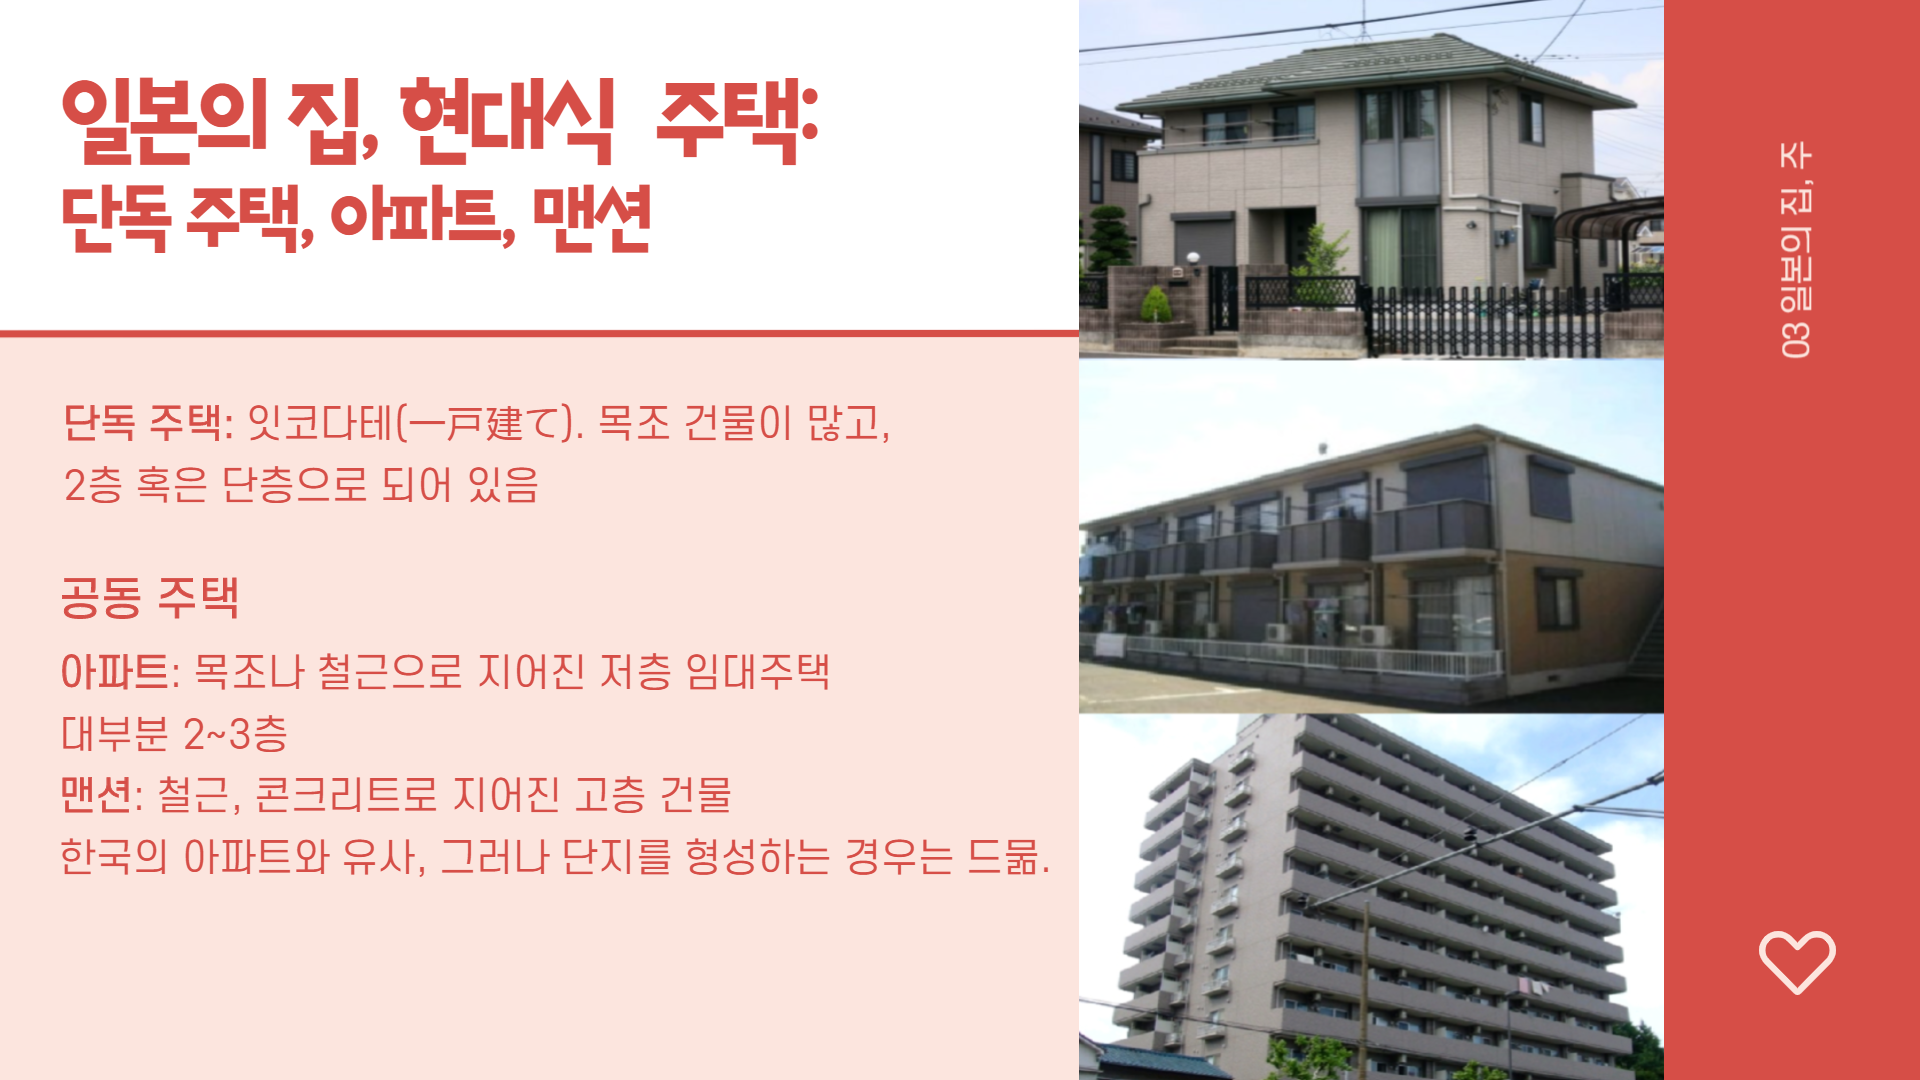 일본의 집, 현대식 주택:
단독 주택, 아파트, 맨션
단독 주택: 잇코다테(一戸建て). 목조 건물이 많고,
2층 혹은 단층으로 되어 있음
공동 주택
아파트: 목조나 철근으로 지어진 저층 임대주택
대부분 2~3층
맨션: 철근, 콘크리트로 지어진 고층 건물
한국의 아파트와 유사, 그러나 단지를 형성하는 경우는 드뭂.
03 일본의 집, 주